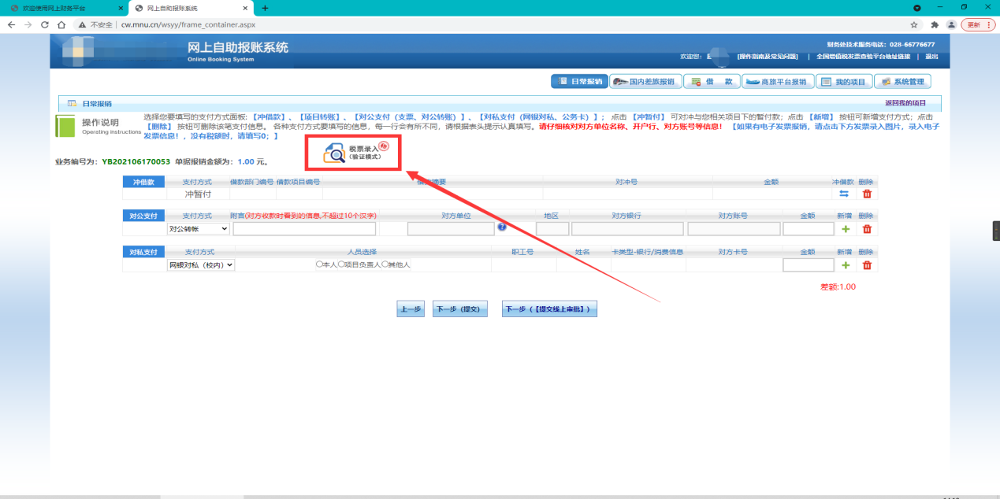 欢迎使用网上财务平台 × 网上自助报账系统 × +
不安全 | cw.mnu.cn/wsyy/frame_container.aspx 更新
网上自助报账系统
Online Booking System
财务处技术服务电话：028-66776677
欢迎您： [操作指南及常见问题] | 全国增值税发票查验平台地址链接 | 退出
日常报销 国内差旅报销 借 款 商旅平台报销 我的项目 系统管理
日常报销 返回我的项目
操作说明
Operating instructions
选择您要填写的支付方式面板:【冲借款】、【项目转账】、【对公支付（支票、对公转账）】、【对私支付（网银对私、公务卡）】； 点击 【冲暂付】 可对冲与您相关项目下的暂付款；点击 【新增】 按钮可新增支付方式；点击
【删除】 按钮可删除该笔支付信息。 各种支付方式要填写的信息，每一行会有所不同，请根据表头提示认真填写。请仔细核对对方单位名称、开户行、对方账号等信息！ 【如果有电子发票报销，请点击下方发票录入图片，录入电子
发票信息！，没有税额时，请填写0；】
税票录入
（验证模式）
业务编号为：YB202106170053 单据报销金额为：1.00 元。
冲借款 支付方式 借款部门编号 借款项目编号 借款摘要 对冲号 金额 冲借款 删除
冲暂付
对公支付 支付方式 附言(对方收款时看到的信息,不超过10个汉字) 对方单位 地区 对方银行 对方账号 金额 新增 删除
对公转帐
对私支付 支付方式 人员选择 职工号 姓名 卡类型-银行/消费信息 对方卡号 金额 新增 删除
网银对私（校内） 本人 项目负责人 其他人
差额:1.00
上一步 下一步（提交） 下一步（【提交线上审批】）